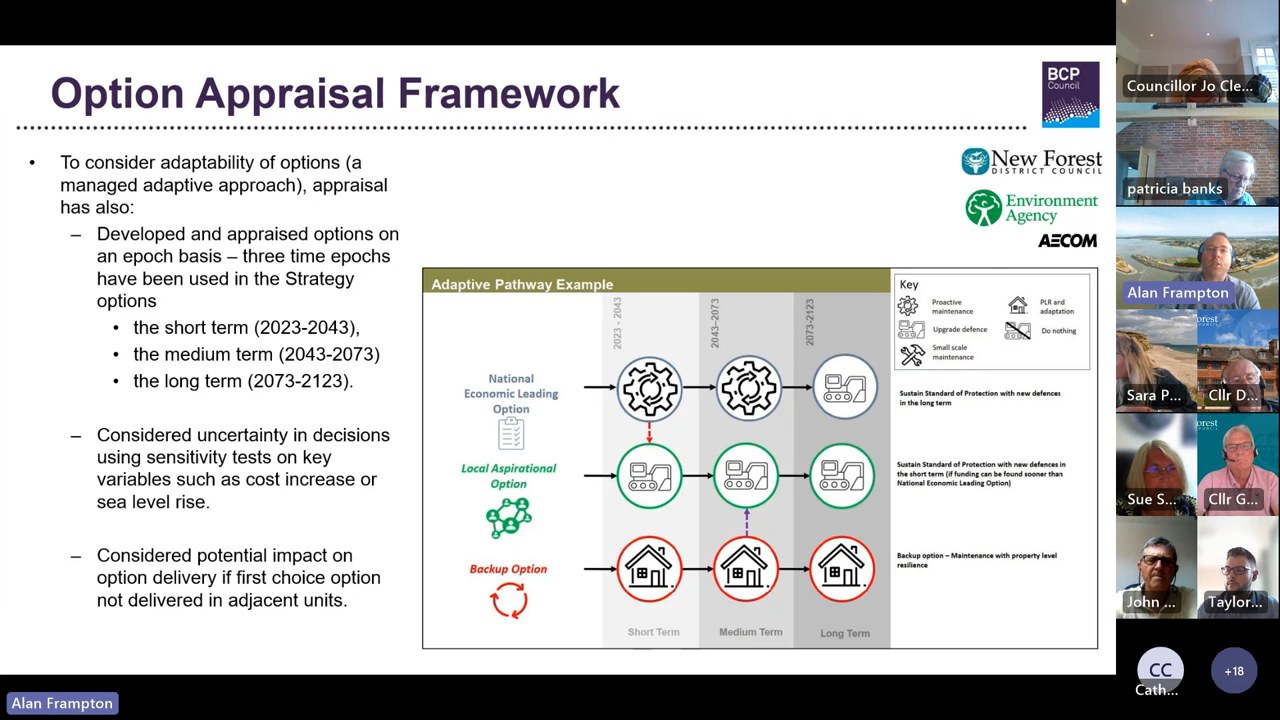 Option Appraisal Framework
BCP
Council
New Forest
DISTRICT COUNCIL
Environment
Agency
AECOM
• To consider adaptability of options (a
managed adaptive approach), appraisal
has also:
– Developed and appraised options on
an epoch basis – three time epochs
have been used in the Strategy
options
• the short term (2023-2043),
• the medium term (2043-2073)
• the long term (2073-2123).
– Considered uncertainty in decisions
using sensitivity tests on key
variables such as cost increase or
sea level rise.
– Considered potential impact on
option delivery if first choice option
not delivered in adjacent units.
Adaptive Pathway Example
2023 - 2043
2043-2073
2073-2123
National
Economic Leading
Option
Local Aspirational
Option
Backup Option
Short Term
Medium Term
Long Term
Key
Proactive
maintenance
PLR and
adaptation
Upgrade defence
Do nothing
Small scale
maintenance
Sustain Standard of Protection with new defences
in the long term
Sustain Standard of Protection with new defences in
the short term (if funding can be found sooner than
National Economic Leading Option)
Backup option – Maintenance with property level
resilience
Alan Frampton
Councillor Jo Cle...
patricia banks
Alan Frampton
Sara P...
Cllr D...
Sue S...
Cllr G...
John ...
Taylor...
CC
Cath...
+18